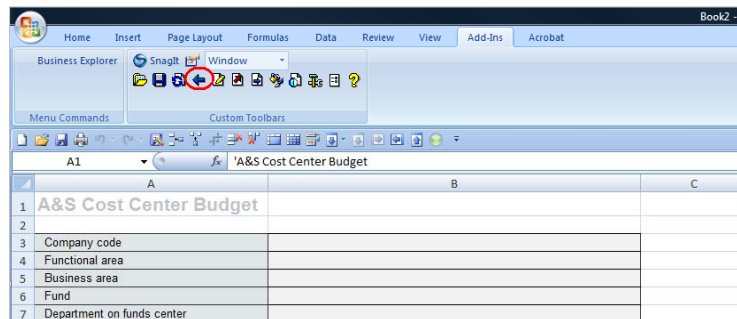 Book2 -
Home Insert Page Layout Formulas Data Review View Add-Ins Acrobat
Business Explorer SnagIt Window
Menu Commands Custom Toolbars
A1 fx 'A&S Cost Center Budget
A B C
1 A&S Cost Center Budget
2
3 Company code
4 Functional area
5 Business area
6 Fund
7 Department on funds center